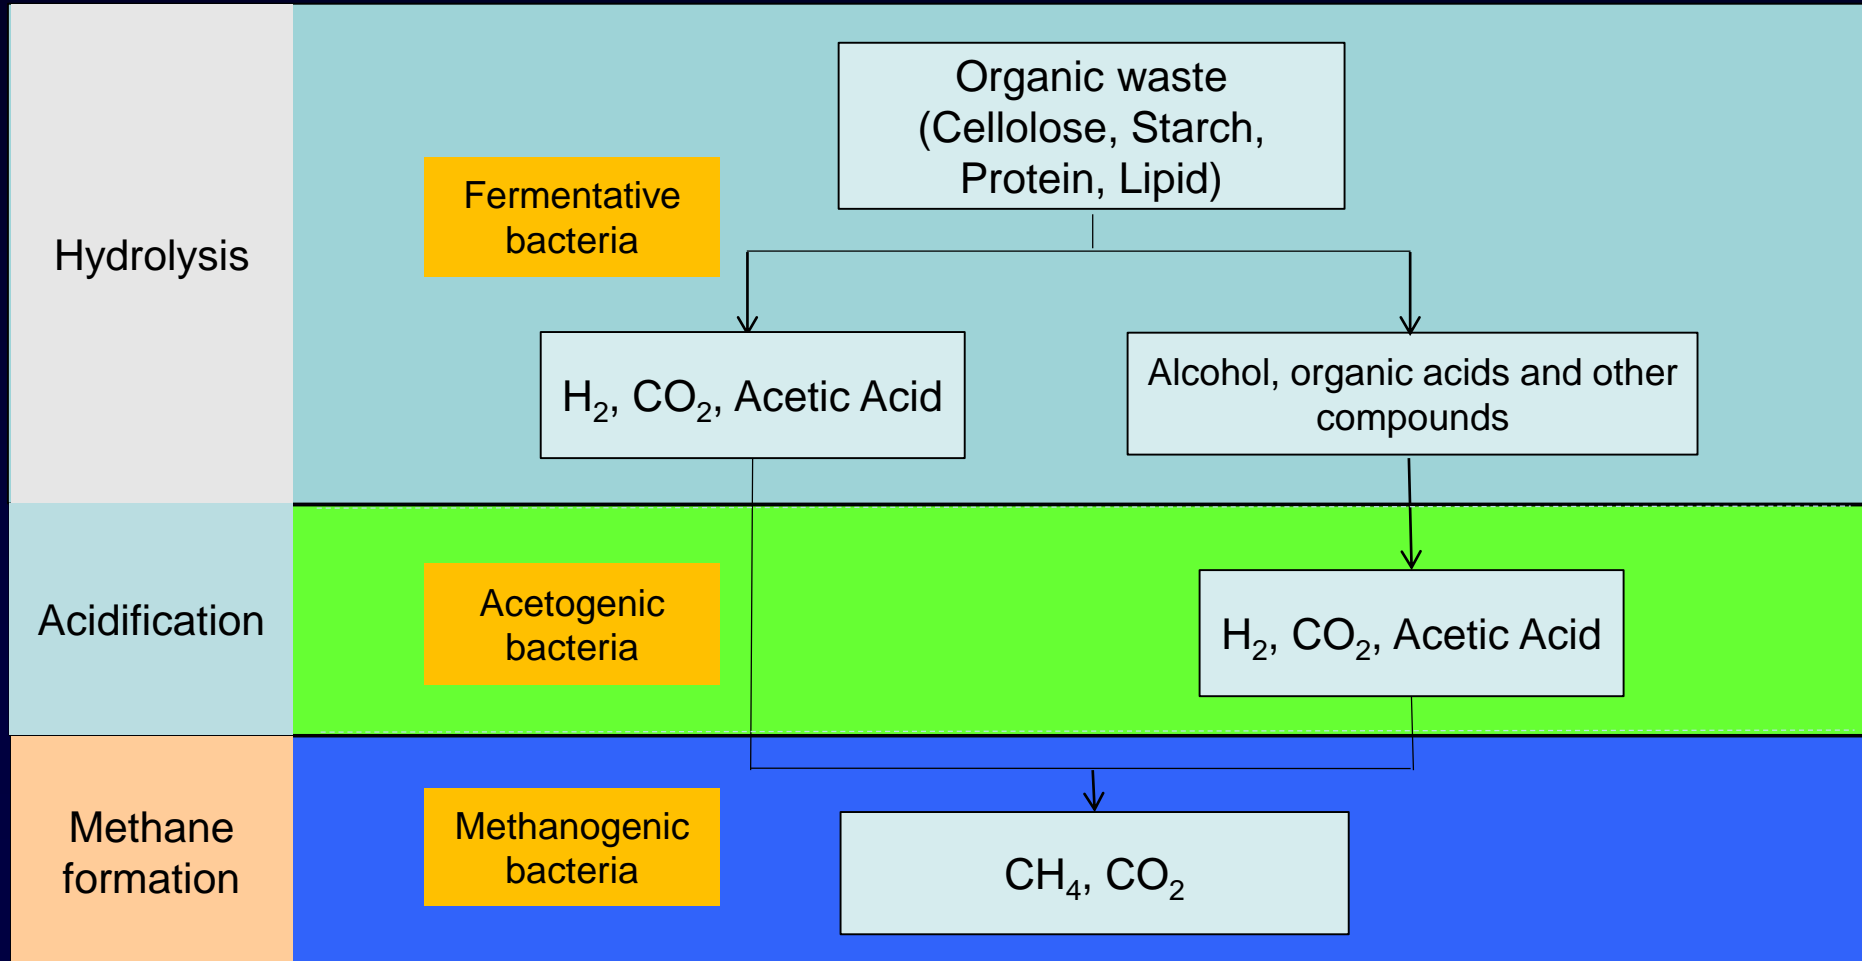 Organic waste
(Cellolose, Starch,
Protein, Lipid)
Fermentative
bacteria
Hydrolysis
H₂, CO₂, Acetic Acid
Alcohol, organic acids and other
compounds
Acidification
Acetogenic
bacteria
H₂, CO₂, Acetic Acid
Methane
formation
Methanogenic
bacteria
CH₄, CO₂